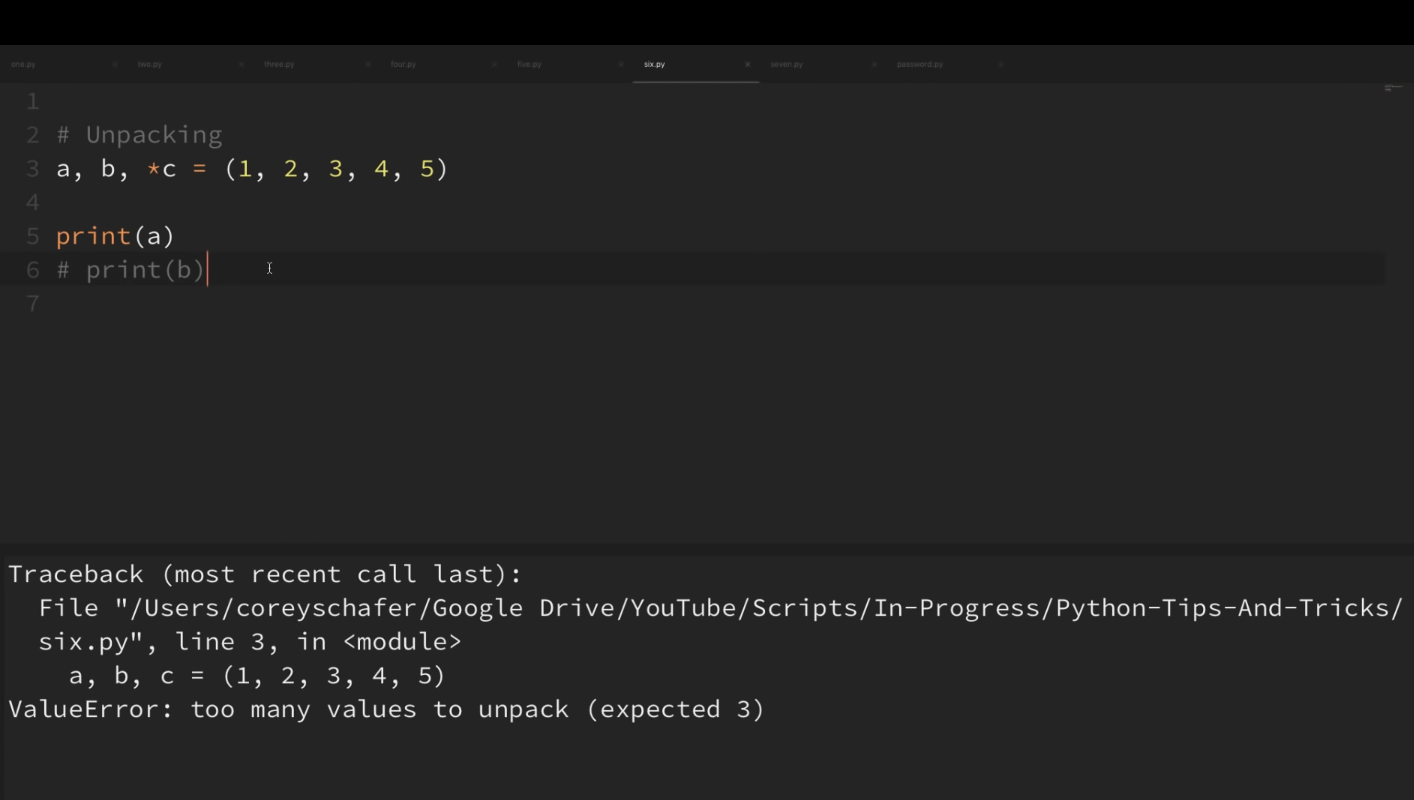 one.py two.py three.py four.py five.py six.py seven.py password.py
1
2 # Unpacking
3 a, b, *c = (1, 2, 3, 4, 5)
4
5 print(a)
6 # print(b)
7
Traceback (most recent call last):
File "/Users/coreyschafer/Google Drive/YouTube/Scripts/In-Progress/Python-Tips-And-Tricks/
six.py", line 3, in <module>
a, b, c = (1, 2, 3, 4, 5)
ValueError: too many values to unpack (expected 3)